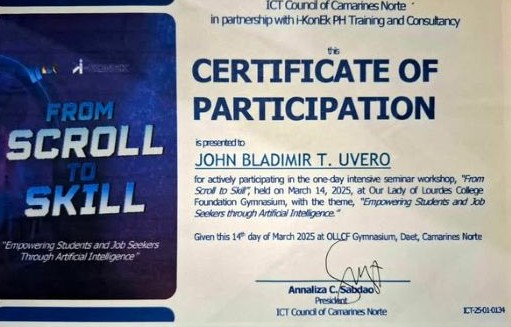 ICT Council of Camarines Norte
in partnership with i-KonEk PH Training and Consultancy
this
CERTIFICATE OF
PARTICIPATION
is presented to
JOHN BLADIMIR T. UVERO
for actively participating in the one-day intensive seminar workshop, "From
Scroll to Skill", held on March 14, 2025, at Our Lady of Lourdes College
Foundation Gymnasium, with the theme, "Empowering Students and Job
Seekers through Artificial Intelligence."
Given this 14th day of March 2025 at OLLCF Gymnasium, Daet, Camarines Norte
Annaliza C. Sabdao
President
ICT Council of Camarines Norte
ICT-25-01-0134
FROM
SCROLL
TO
SKILL
"Empowering Students and Job Seekers
Through Artificial Intelligence"